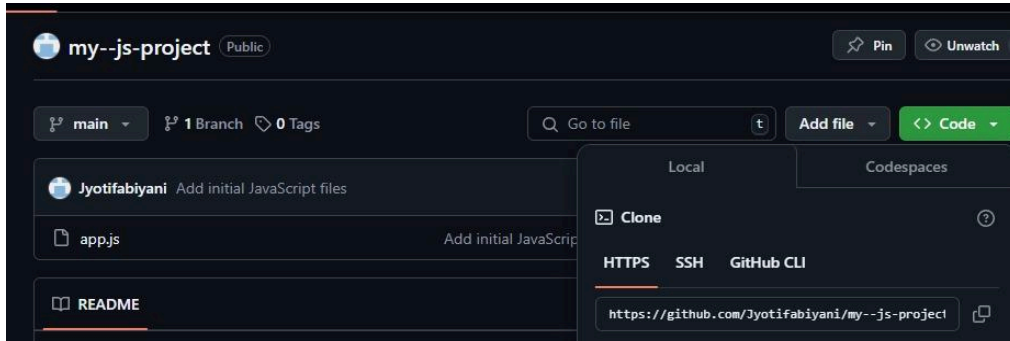 my--js-project Public Pin Unwatch
main 1 Branch 0 Tags Go to file t Add file <> Code
Local Codespaces
Jyotifabiyani Add initial JavaScript files
Clone
app.js Add initial JavaScrip
HTTPS SSH GitHub CLI
README
https://github.com/Jyotifabiyani/my--js-project